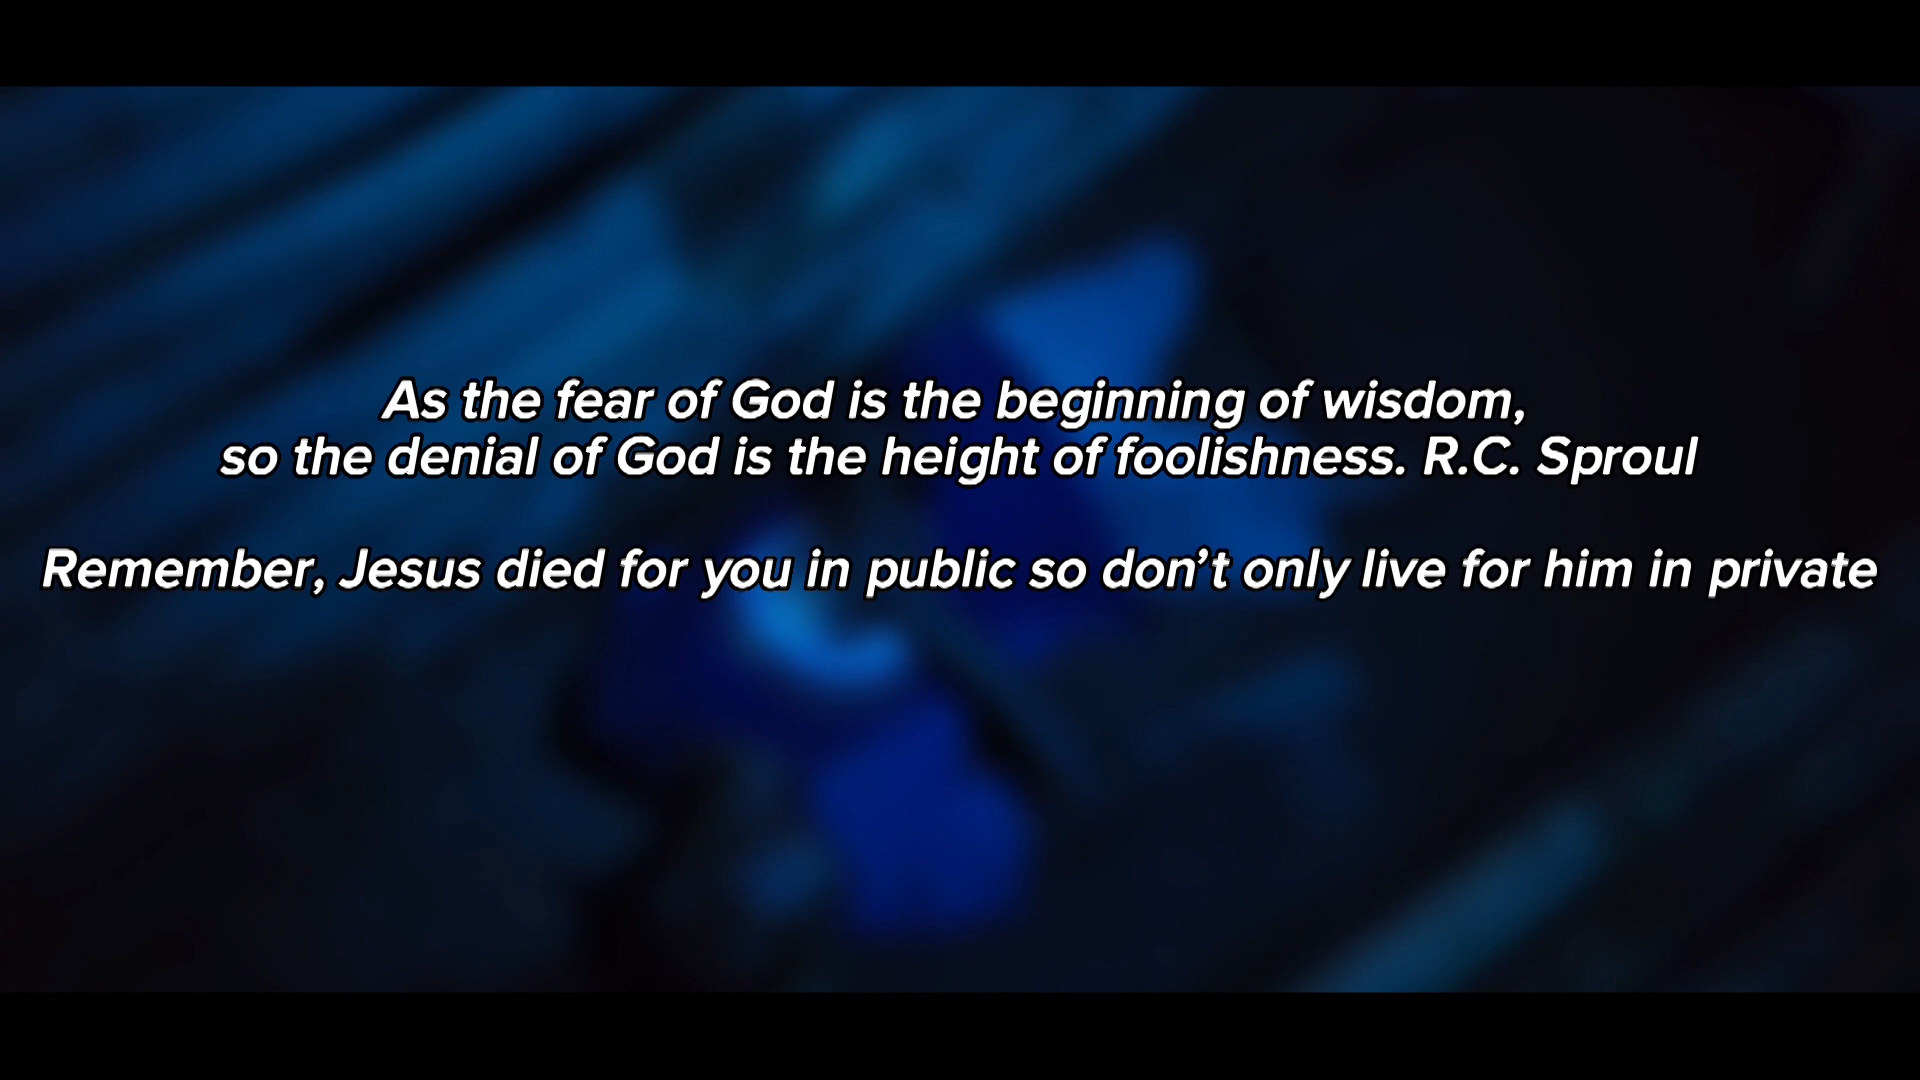 As the fear of God is the beginning of wisdom,
so the denial of God is the height of foolishness. R.C. Sproul
Remember, Jesus died for you in public so don’t only live for him in private